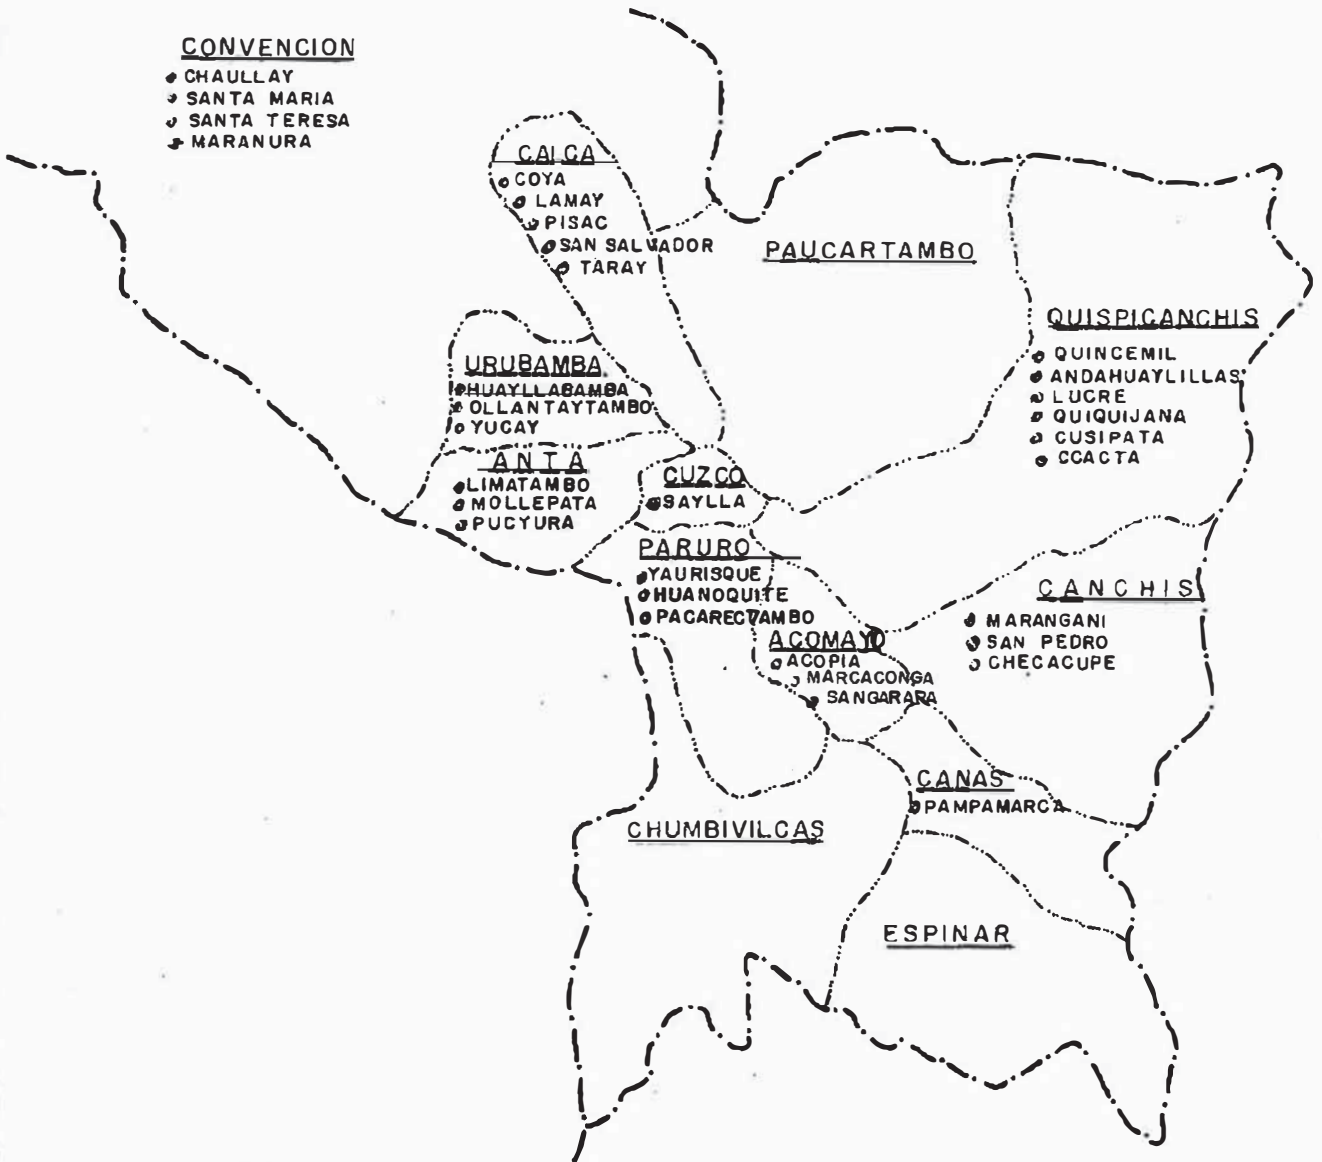 CONVENCION
CHAULLAY
SANTA MARIA
SANTA TERESA
MARANURA
CALCA
COYA
LAMAY
PISAC
SAN SALVADOR
TARAY
PAUCARTAMBO
QUISPICANCHIS
QUINCEMIL
ANDAHUAYLILLAS
LUCRE
QUIQUIJANA
CUSIPATA
CCACTA
URUBAMBA
HUAYLLABAMBA
OLLANTAYTAMBO
YUCAY
ANTA
LIMATAMBO
MOLLEPATA
PUCYURA
CUZCO
SAYLLA
PARURO
YAURISQUE
HUANOQUITE
PACARECTAMBO
ACOMAYO
ACOPIA
MARCACONGA
SANGARARA
CANCHIS
MARANGANI
SAN PEDRO
CHECACUPE
CANAS
PAMPAMARCA
CHUMBIVILCAS
ESPINAR